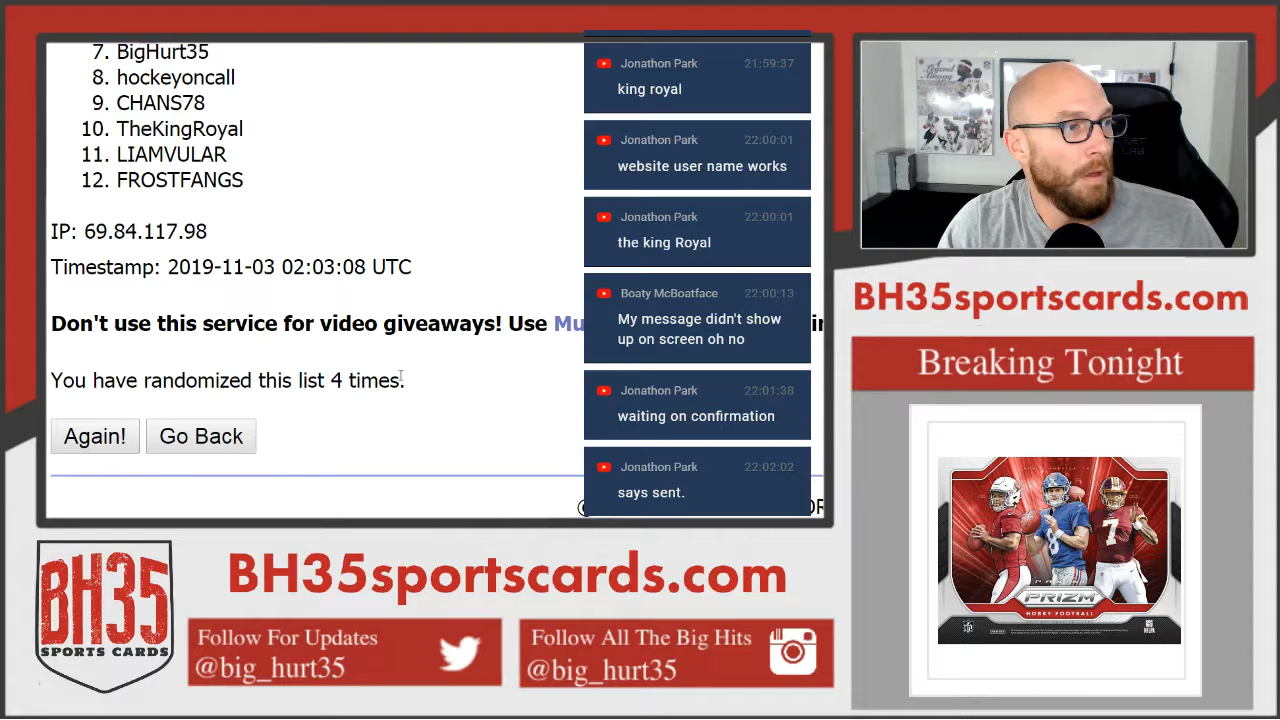 7. BigHurt35
8. hockeyoncall
9. CHANS78
10. TheKingRoyal
11. LIAMVULAR
12. FROSTFANGS
IP: 69.84.117.98
Timestamp: 2019-11-03 02:03:08 UTC
Don't use this service for video giveaways! Use
You have randomized this list 4 times.
Again! Go Back
Jonathon Park 21:59:37
king royal
Jonathon Park 22:00:01
website user name works
Jonathon Park 22:00:01
the king Royal
Boaty McBoatface 22:00:13
My message didn't show
up on screen oh no
Jonathon Park 22:01:38
waiting on confirmation
Jonathon Park 22:02:02
says sent.
BH35sportscards.com
Breaking Tonight
PANINI
PRIZM
HOBBY FOOTBALL
BH35
SPORTS CARDS
BH35sportscards.com
Follow For Updates
@big_hurt35
Follow All The Big Hits
@big_hurt35